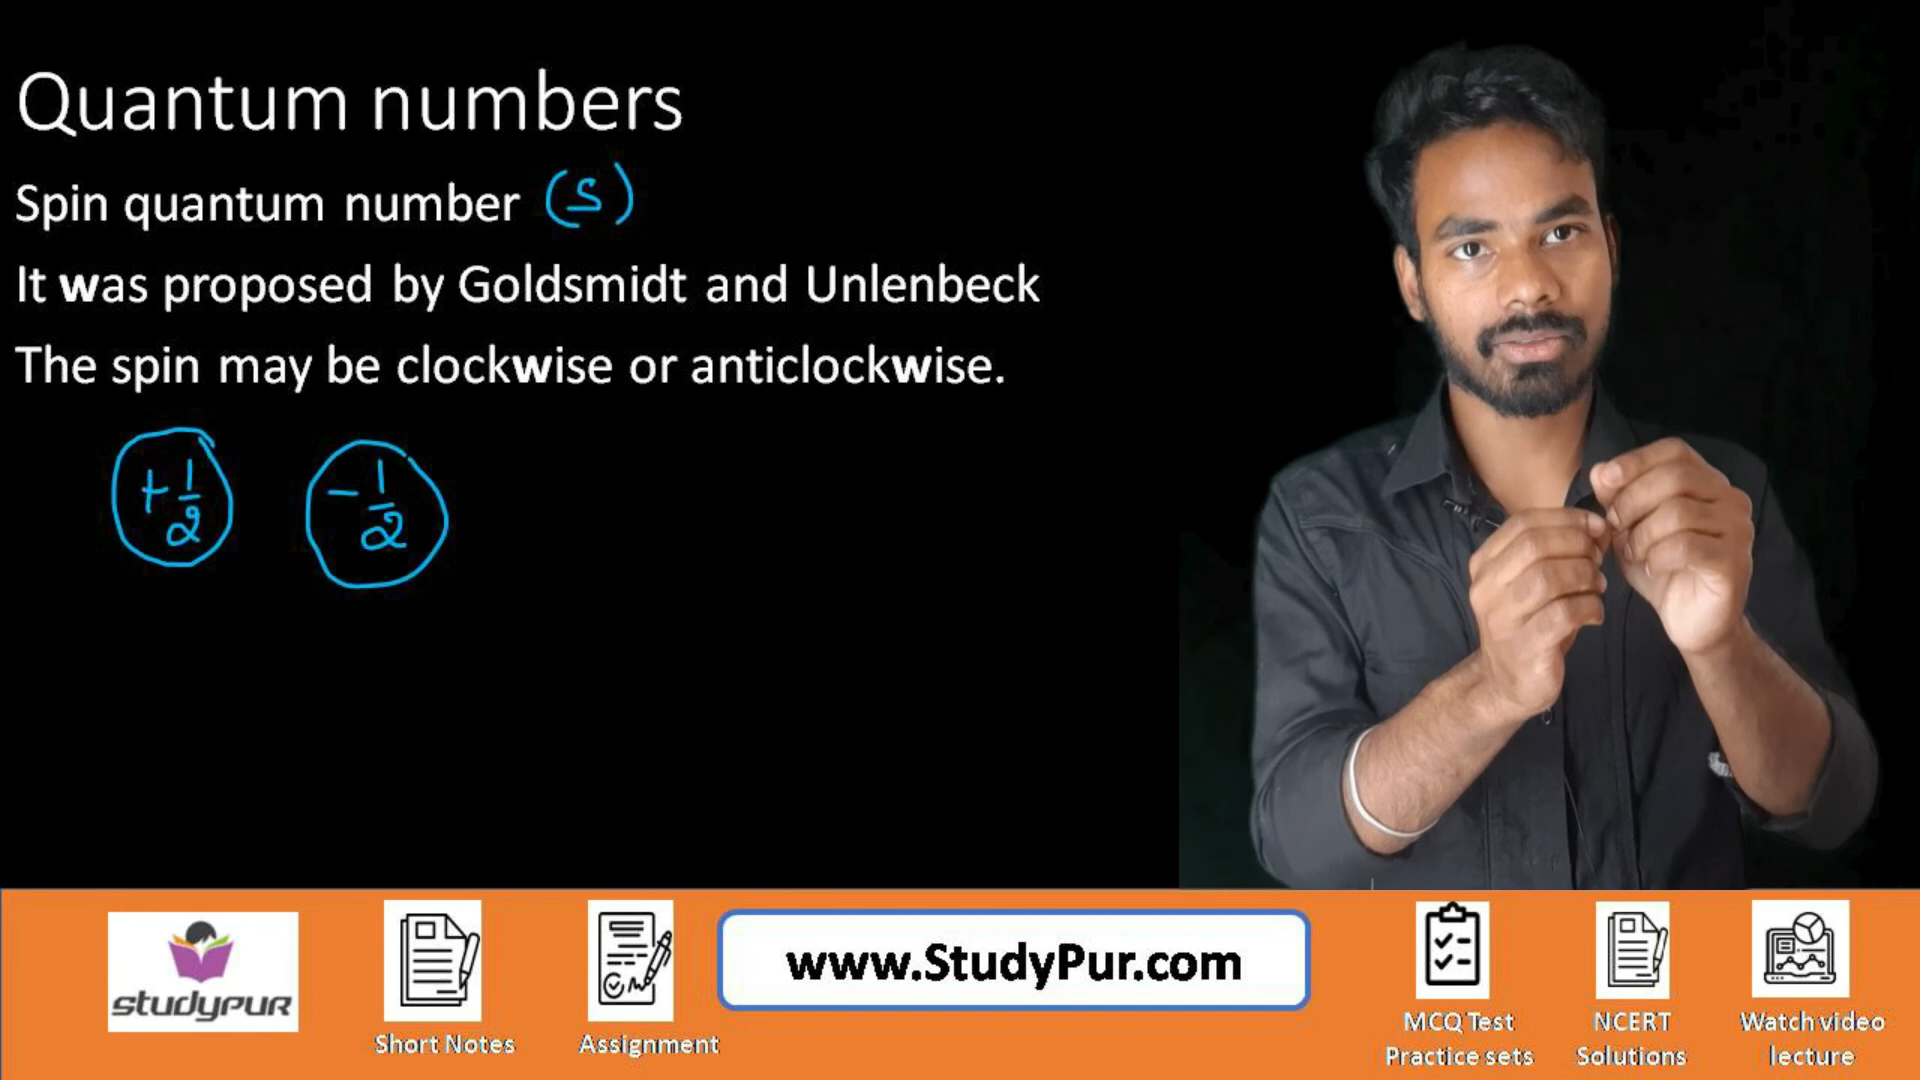 Quantum numbers
Spin quantum number (s)
It was proposed by Goldsmidt and Unlenbeck
The spin may be clockwise or anticlockwise.
+1/2 -1/2
studypur
Short Notes
Assignment
www.StudyPur.com
MCQ Test
Practice sets
NCERT
Solutions
Watch video
lecture